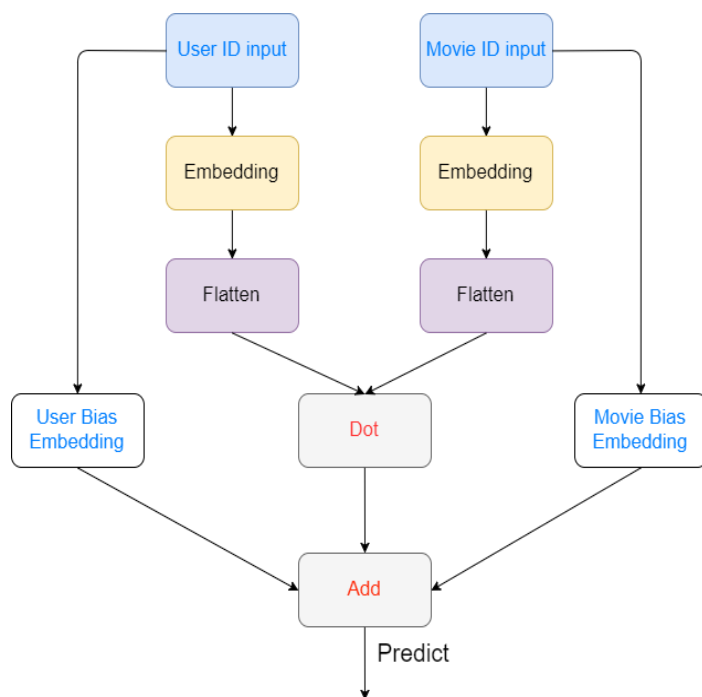 User ID input
Movie ID input
Embedding
Embedding
Flatten
Flatten
User Bias
Embedding
Dot
Movie Bias
Embedding
Add
Predict